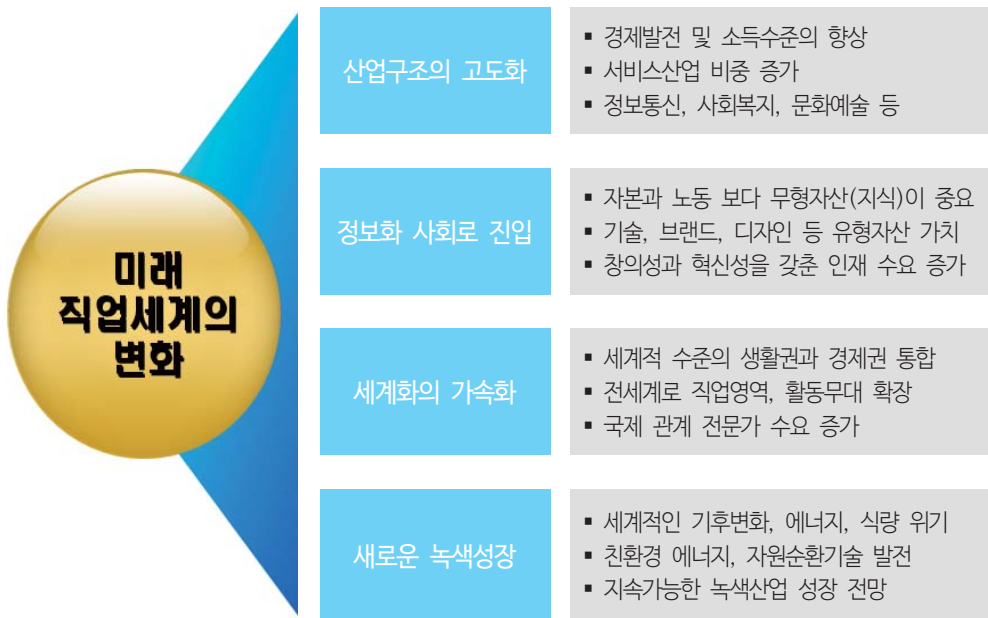 미래
직업세계의
변화
산업구조의 고도화
▪ 경제발전 및 소득수준의 향상
▪ 서비스산업 비중 증가
▪ 정보통신, 사회복지, 문화예술 등
정보화 사회로 진입
▪ 자본과 노동 보다 무형자산(지식)이 중요
▪ 기술, 브랜드, 디자인 등 유형자산 가치
▪ 창의성과 혁신성을 갖춘 인재 수요 증가
세계화의 가속화
▪ 세계적 수준의 생활권과 경제권 통합
▪ 전세계로 직업영역, 활동무대 확장
▪ 국제 관계 전문가 수요 증가
새로운 녹색성장
▪ 세계적인 기후변화, 에너지, 식량 위기
▪ 친환경 에너지, 자원순환기술 발전
▪ 지속가능한 녹색산업 성장 전망